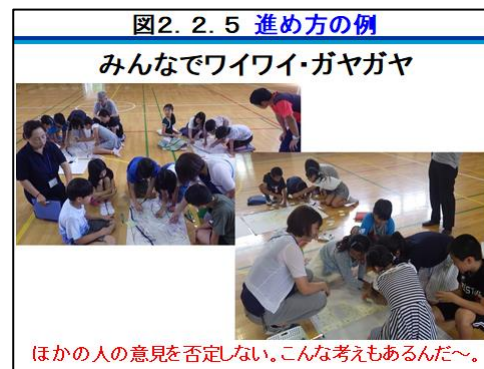 図2．2．5 進め方の例
みんなでワイワイ・ガヤガヤ
ほかの人の意見を否定しない。こんな考えもあるんだ～。